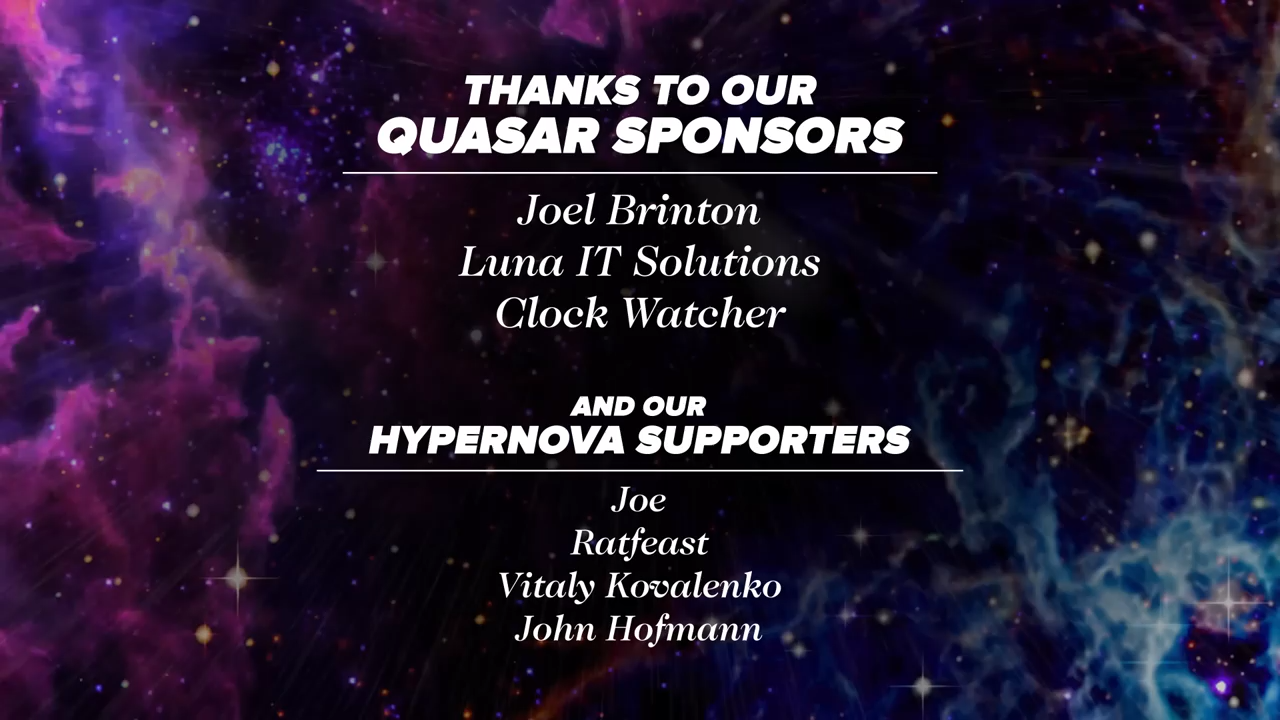 THANKS TO OUR
QUASAR SPONSORS
Joel Brinton
Luna IT Solutions
Clock Watcher
AND OUR
HYPERNOVA SUPPORTERS
Joe
Ratfeast
Vitaly Kovalenko
John Hofmann